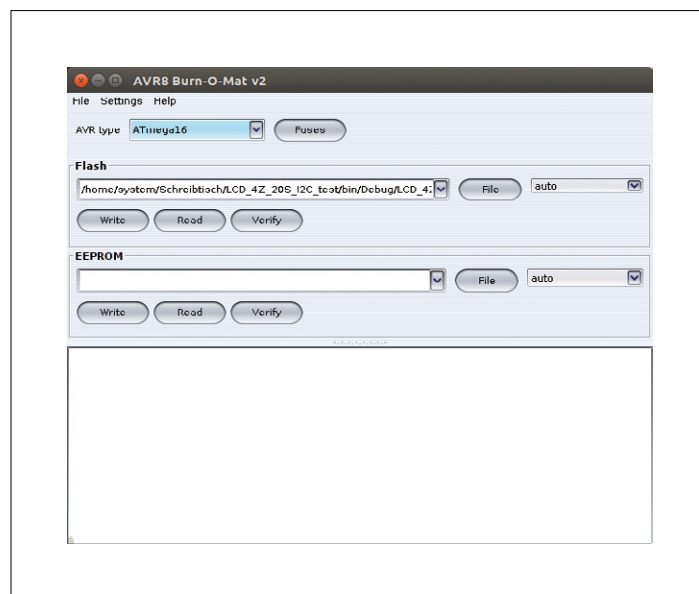 AVR8 Burn-O-Mat v2
File Settings Help
AVR type ATmega16 Fuses
Flash
/home/system/Schreibtisch/LCD_4Z_20S_I2C_test/bin/Debug/LCD_4Z File auto
Write Read Verify
EEPROM
File auto
Write Read Verify